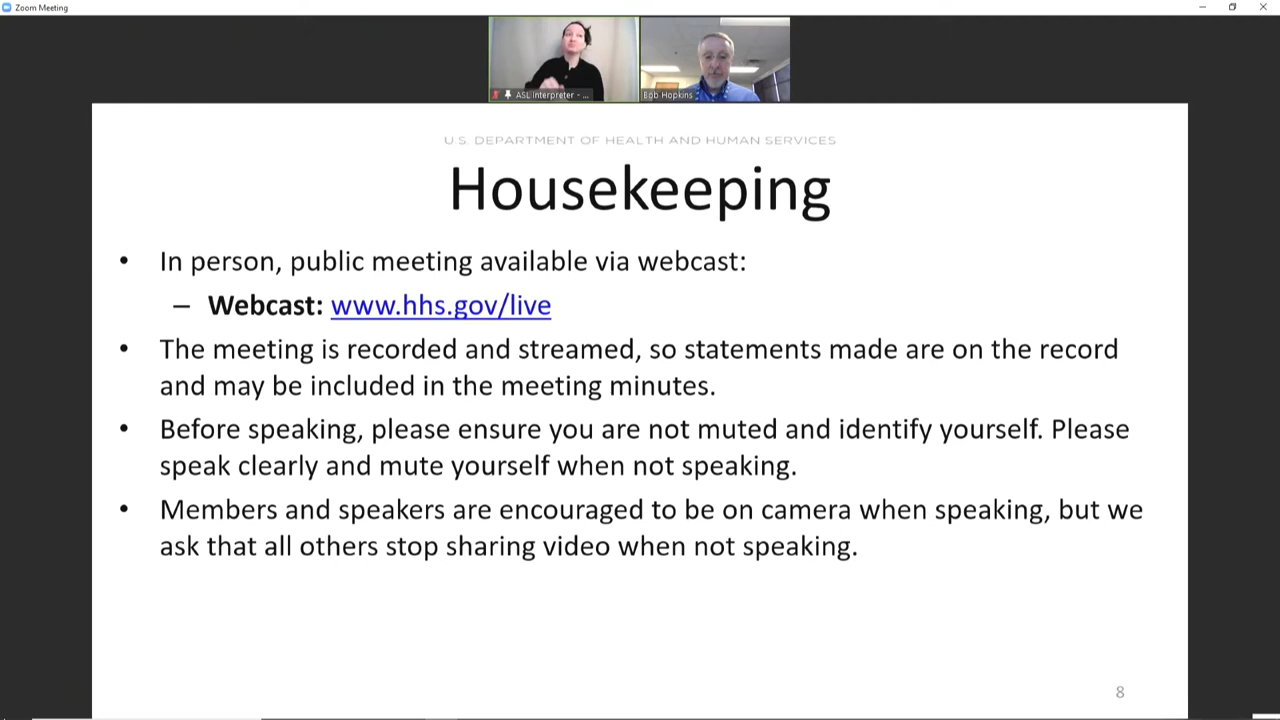 Zoom Meeting
ASL Interpreter - ...
Bob Hopkins
U.S. DEPARTMENT OF HEALTH AND HUMAN SERVICES
Housekeeping
• In person, public meeting available via webcast:
– Webcast: www.hhs.gov/live
• The meeting is recorded and streamed, so statements made are on the record
and may be included in the meeting minutes.
• Before speaking, please ensure you are not muted and identify yourself. Please
speak clearly and mute yourself when not speaking.
• Members and speakers are encouraged to be on camera when speaking, but we
ask that all others stop sharing video when not speaking.
8